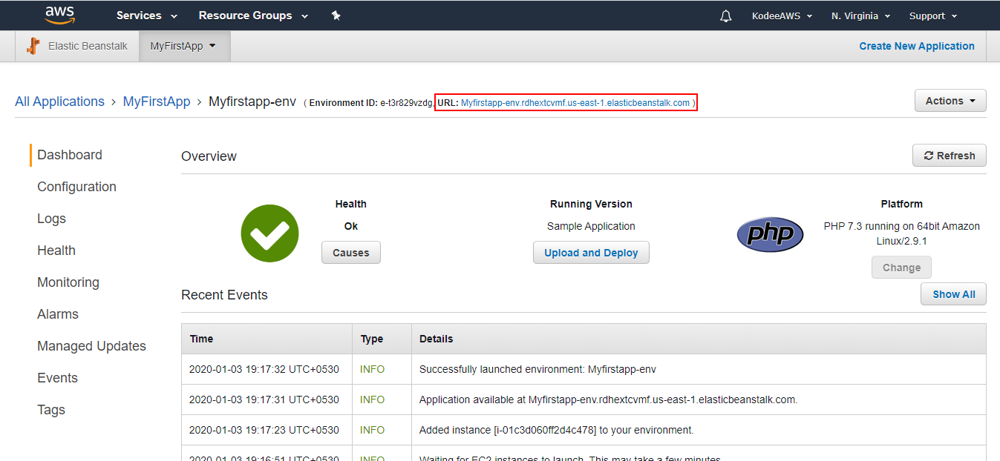 aws Services Resource Groups KodeeAWS N. Virginia Support
Elastic Beanstalk MyFirstApp Create New Application
All Applications > MyFirstApp > Myfirstapp-env ( Environment ID: e-t3r829vzdg, URL: Myfirstapp-env.rdhextcvmf.us-east-1.elasticbeanstalk.com ) Actions
Dashboard
Configuration
Logs
Health
Monitoring
Alarms
Managed Updates
Events
Tags
Overview Refresh
Health
Ok
Causes
Running Version
Sample Application
Upload and Deploy
php
Platform
PHP 7.3 running on 64bit Amazon
Linux/2.9.1
Change
Recent Events Show All
Time Type Details
2020-01-03 19:17:32 UTC+0530 INFO Successfully launched environment: Myfirstapp-env
2020-01-03 19:17:31 UTC+0530 INFO Application available at Myfirstapp-env.rdhextcvmf.us-east-1.elasticbeanstalk.com.
2020-01-03 19:17:23 UTC+0530 INFO Added instance [i-01c3d060ff2d4c478] to your environment.
2020-01-03 19:16:51 UTC+0530 INFO Waiting for EC2 instances to launch. This may take a few minutes.